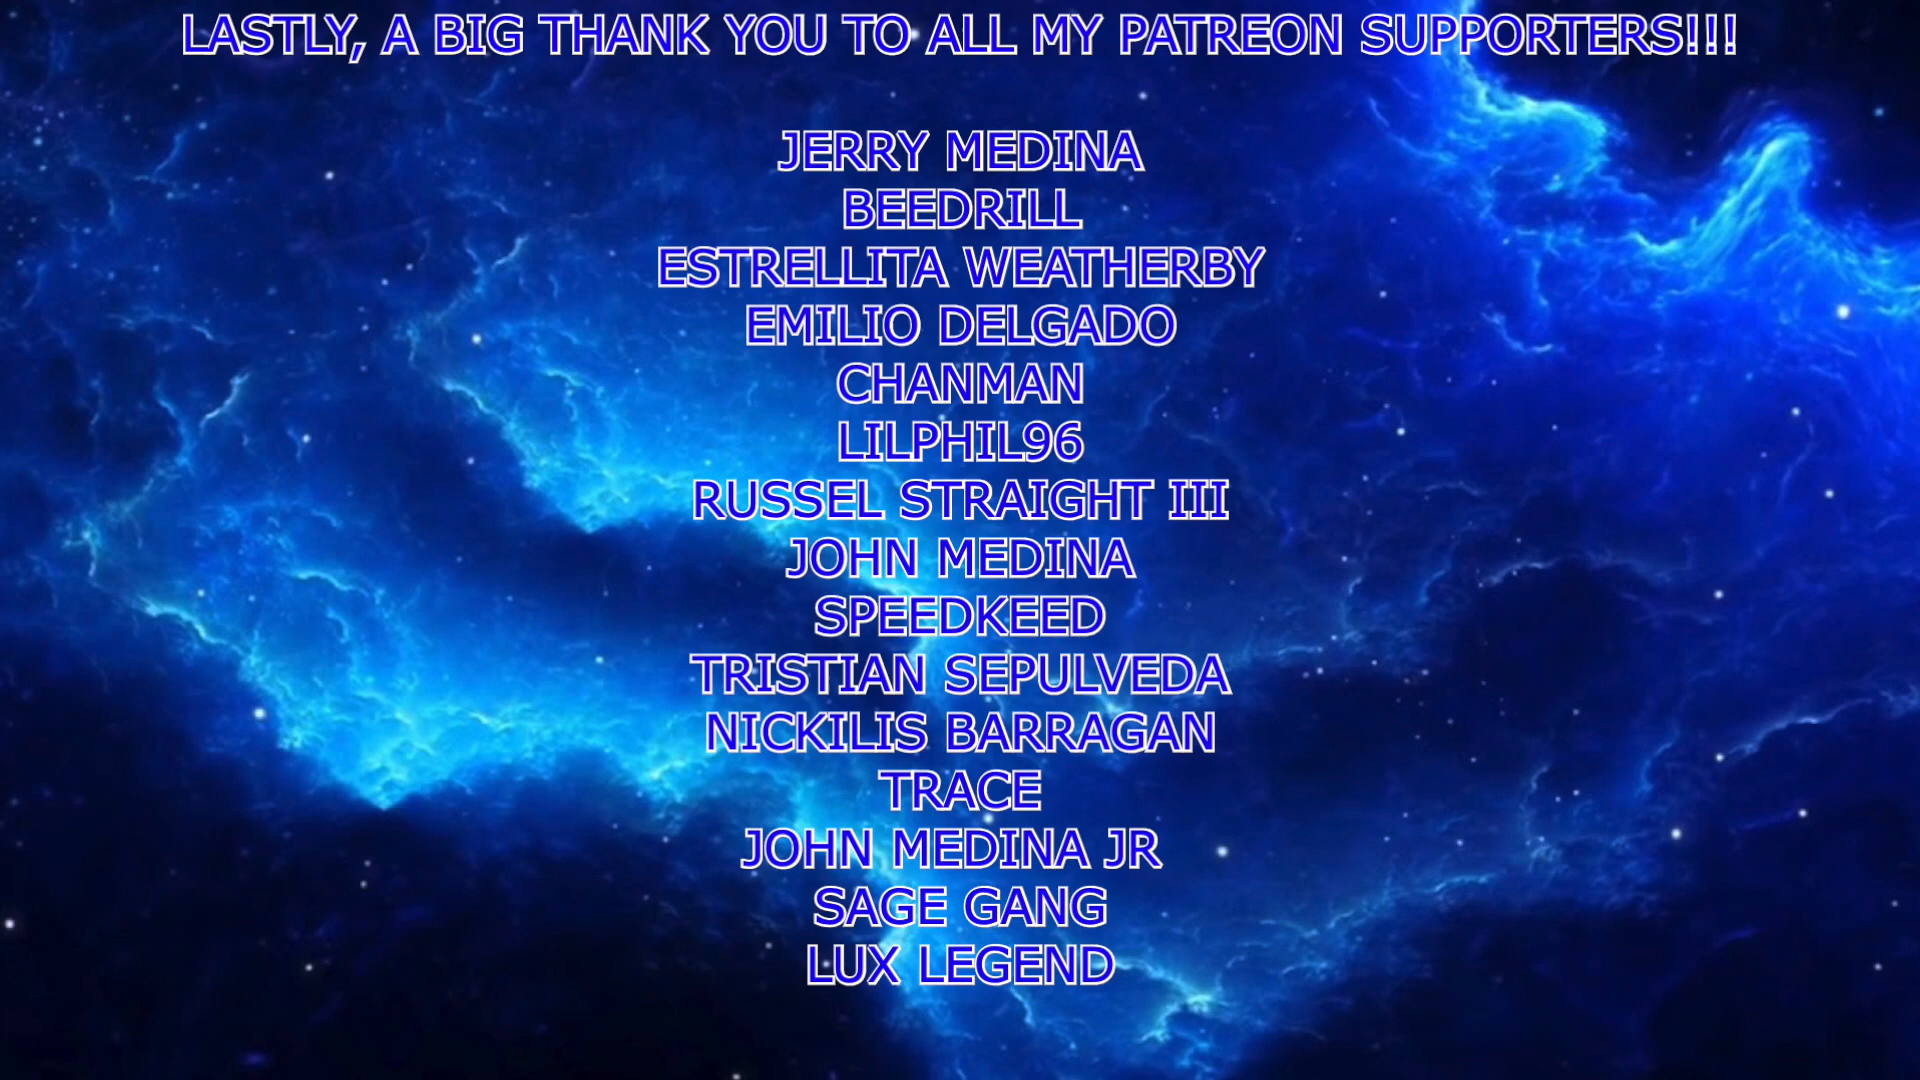 LASTLY, A BIG THANK YOU TO ALL MY PATREON SUPPORTERS!!!
JERRY MEDINA
BEEDRILL
ESTRELLITA WEATHERBY
EMILIO DELGADO
CHANMAN
LILPHIL96
RUSSEL STRAIGHT III
JOHN MEDINA
SPEEDKEED
TRISTIAN SEPULVEDA
NICKILIS BARRAGAN
TRACE
JOHN MEDINA JR
SAGE GANG
LUX LEGEND